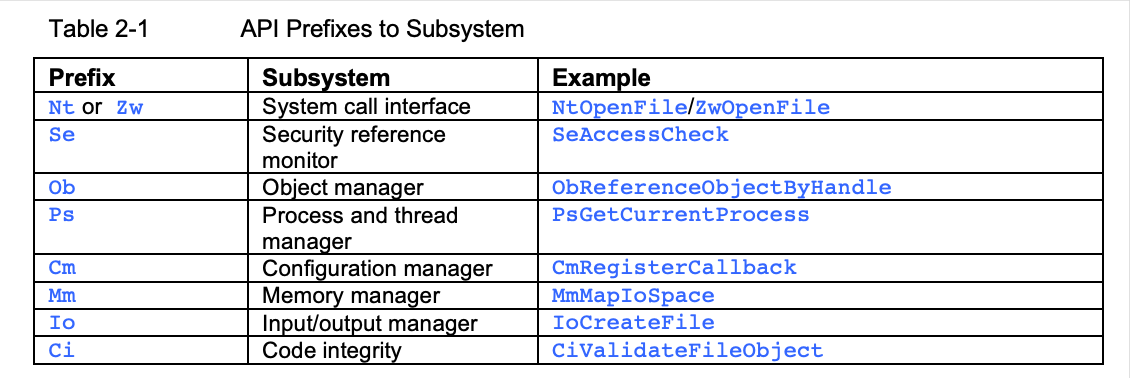 Table 2-1 API Prefixes to Subsystem
Prefix Subsystem Example
Nt or Zw System call interface NtOpenFile/ZwOpenFile
Se Security reference monitor SeAccessCheck
Ob Object manager ObReferenceObjectByHandle
Ps Process and thread manager PsGetCurrentProcess
Cm Configuration manager CmRegisterCallback
Mm Memory manager MmMapIoSpace
Io Input/output manager IoCreateFile
Ci Code integrity CiValidateFileObject